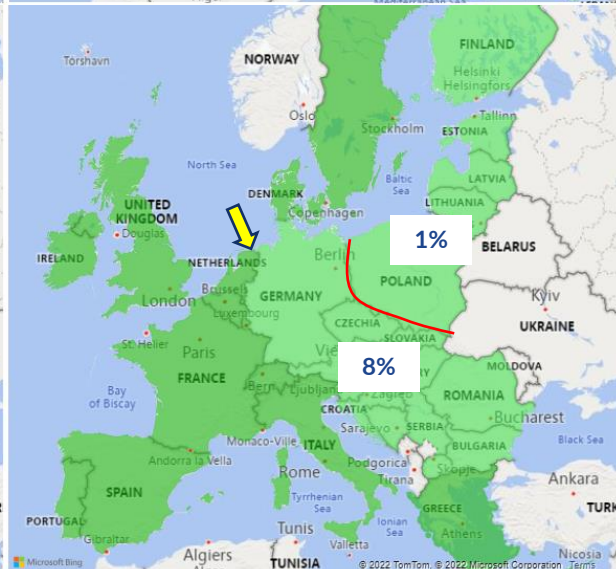 Mediterranean Sea
Tórshavn
NORWAY
FINLAND
Helsinki
Helsingfors
Oslo
Stockholm
Tallinn
ESTONIA
North Sea
Baltic
Sea
LATVIA
DENMARK
LITHUANIA
Copenhagen
UNITED
KINGDOM
Douglas
1%
BELARUS
IRELAND
NETHERLANDS
Berlin
POLAND
London
Brussels
GERMANY
Kyiv
Luxembourg
CZECHIA
UKRAINE
St. Helier
Paris
SLOVAKIA
MOLDOVA
Bay
of Biscay
FRANCE
Bern
8%
Ljubljana
Zagreb
ROMANIA
CROATIA
Bucharest
Sarajevo
SERBIA
Monaco-Ville
ITALY
BULGARIA
Black Sea
Andorra la Vella
Podgorica
Skopje
Rome
Tirana
Ankara
SPAIN
Tyrrhenian
Sea
GREECE
TURK
PORTUGAL
Ionian
Sea
Athens
Gibraltar
Tunis
Valletta
Algiers
TUNISIA
Nicosia
Microsoft Bing
© 2022 TomTom, © 2022 Microsoft Corporation Terms